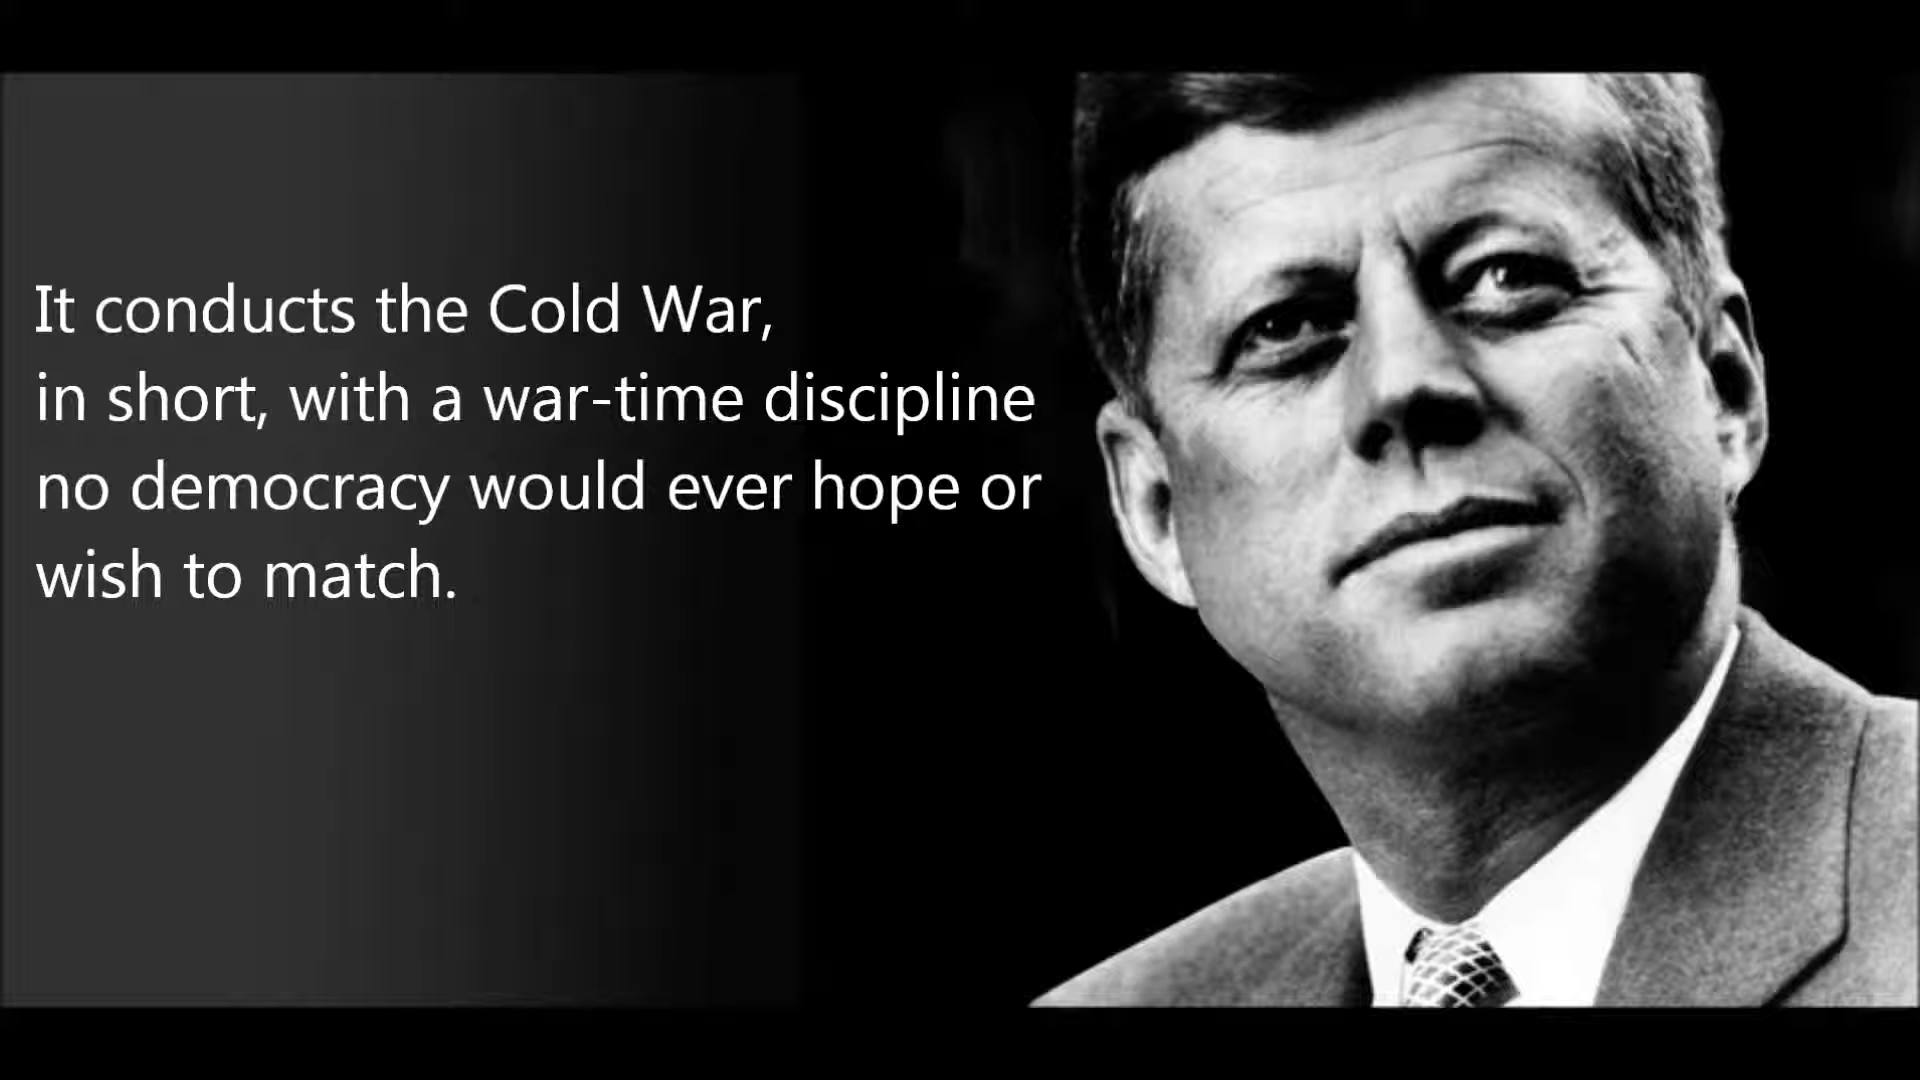 It conducts the Cold War,
in short, with a war-time discipline
no democracy would ever hope or
wish to match.